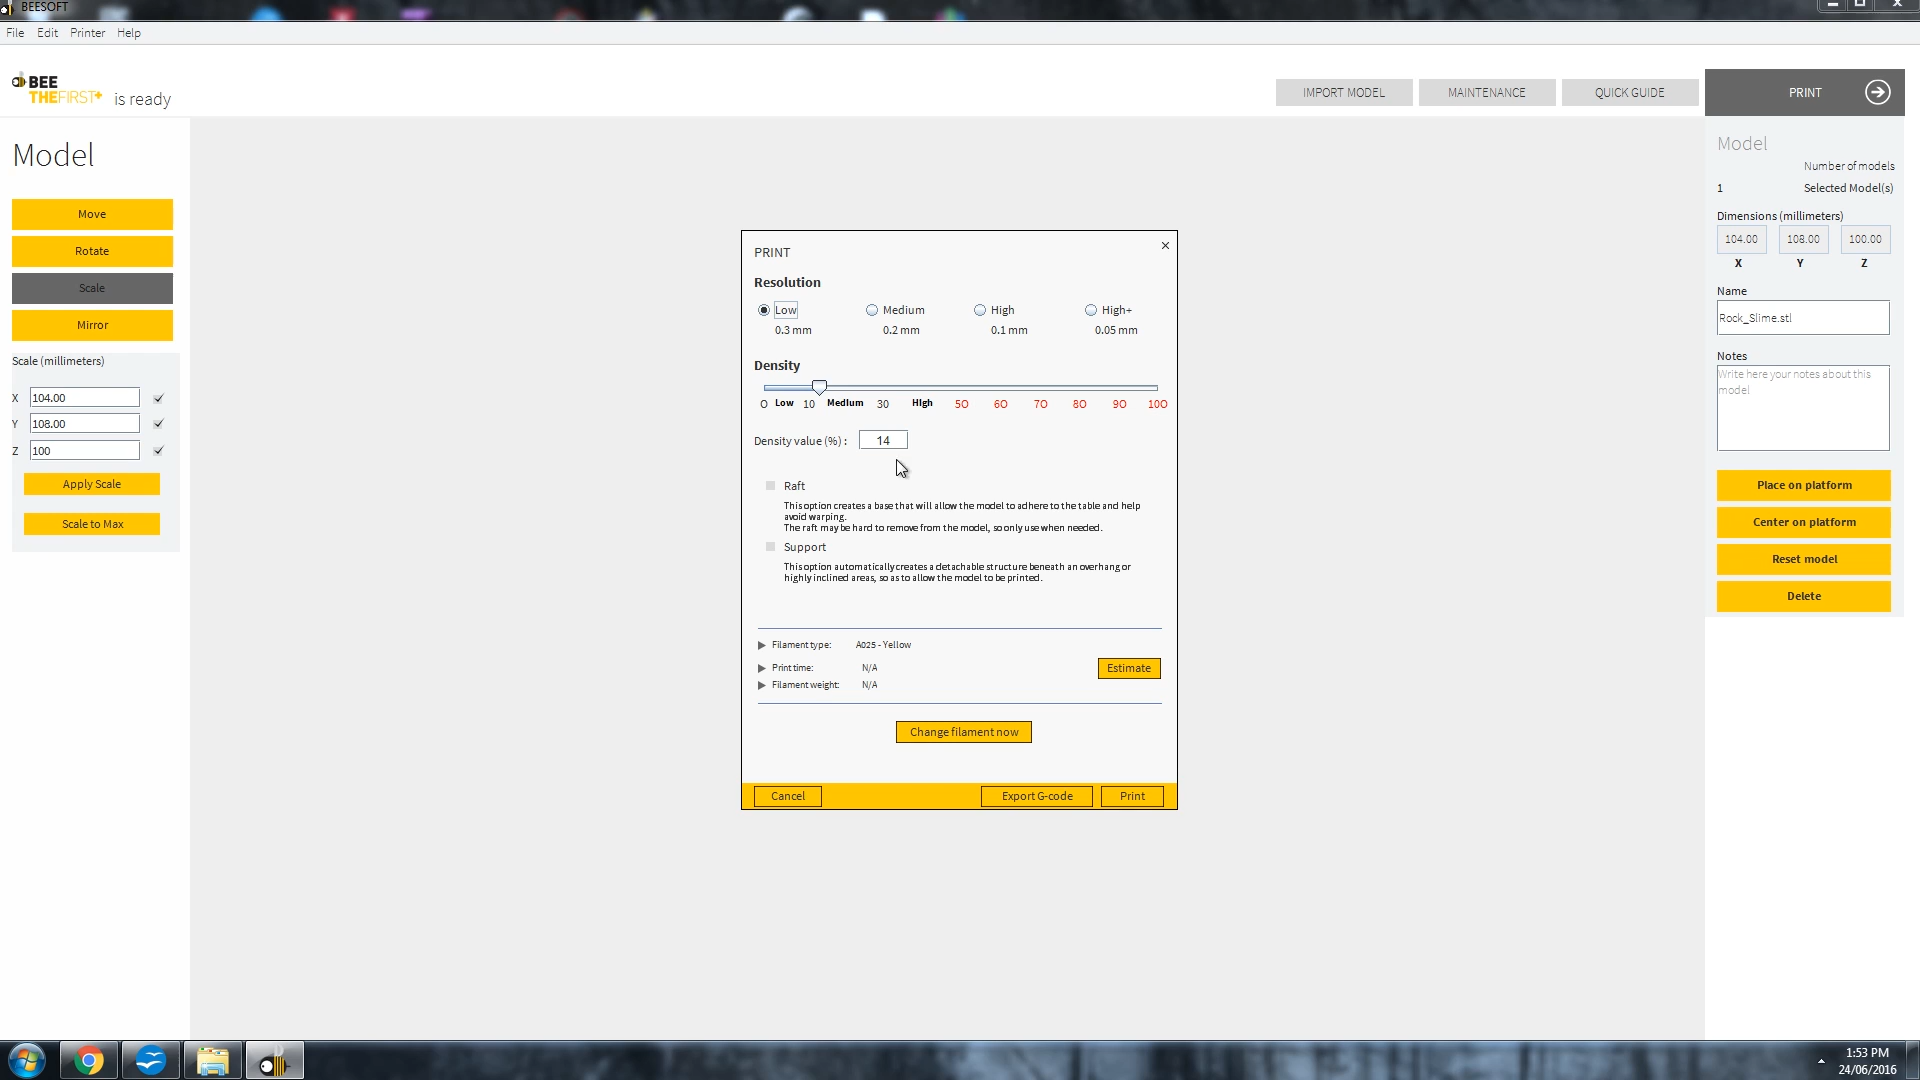 BEESOFT
File Edit Printer Help
BEE
THEFIRST+ is ready
IMPORT MODEL MAINTENANCE QUICK GUIDE PRINT
Model
Move
Rotate
Scale
Mirror
Scale (millimeters)
X 104.00
Y 108.00
Z 100
Apply Scale
Scale to Max
PRINT
Resolution
Low Medium High High+
0.3 mm 0.2 mm 0.1 mm 0.05 mm
Density
0 Low 10 Medium 30 High 50 60 70 80 90 100
Density value (%) : 14
Raft
This option creates a base that will allow the model to adhere to the table and help
avoid warping.
The raft may be hard to remove from the model, so only use when needed.
Support
This option automatically creates a detachable structure beneath an overhang or
highly inclined areas, so as to allow the model to be printed.
Filament type: A025 - Yellow
Print time: N/A
Estimate
Filament weight: N/A
Change filament now
Cancel Export G-code Print
Model
Number of models
1 Selected Model(s)
Dimensions (millimeters)
104.00 108.00 100.00
X Y Z
Name
Rock_Slime.stl
Notes
Write here your notes about this
model
Place on platform
Center on platform
Reset model
Delete
1:53 PM
24/06/2016